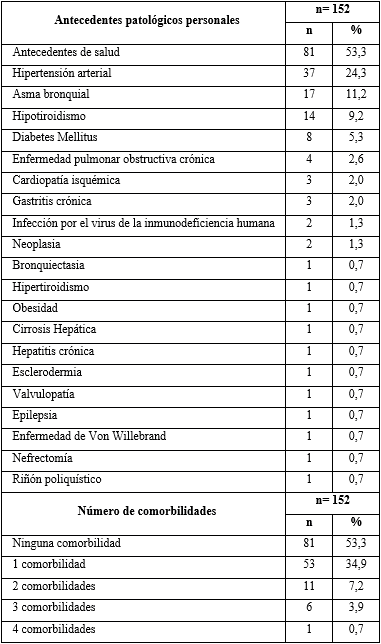 Antecedentes patológicos personales n= 152
n %
Antecedentes de salud 81 53,3
Hipertensión arterial 37 24,3
Asma bronquial 17 11,2
Hipotiroidismo 14 9,2
Diabetes Mellitus 8 5,3
Enfermedad pulmonar obstructiva crónica 4 2,6
Cardiopatía isquémica 3 2,0
Gastritis crónica 3 2,0
Infección por el virus de la inmunodeficiencia humana 2 1,3
Neoplasia 2 1,3
Bronquiectasia 1 0,7
Hipertiroidismo 1 0,7
Obesidad 1 0,7
Cirrosis Hepática 1 0,7
Hepatitis crónica 1 0,7
Esclerodermia 1 0,7
Valvulopatía 1 0,7
Epilepsia 1 0,7
Enfermedad de Von Willebrand 1 0,7
Nefrectomía 1 0,7
Riñón poliquístico 1 0,7
Número de comorbilidades n= 152
n %
Ninguna comorbilidad 81 53,3
1 comorbilidad 53 34,9
2 comorbilidades 11 7,2
3 comorbilidades 6 3,9
4 comorbilidades 1 0,7